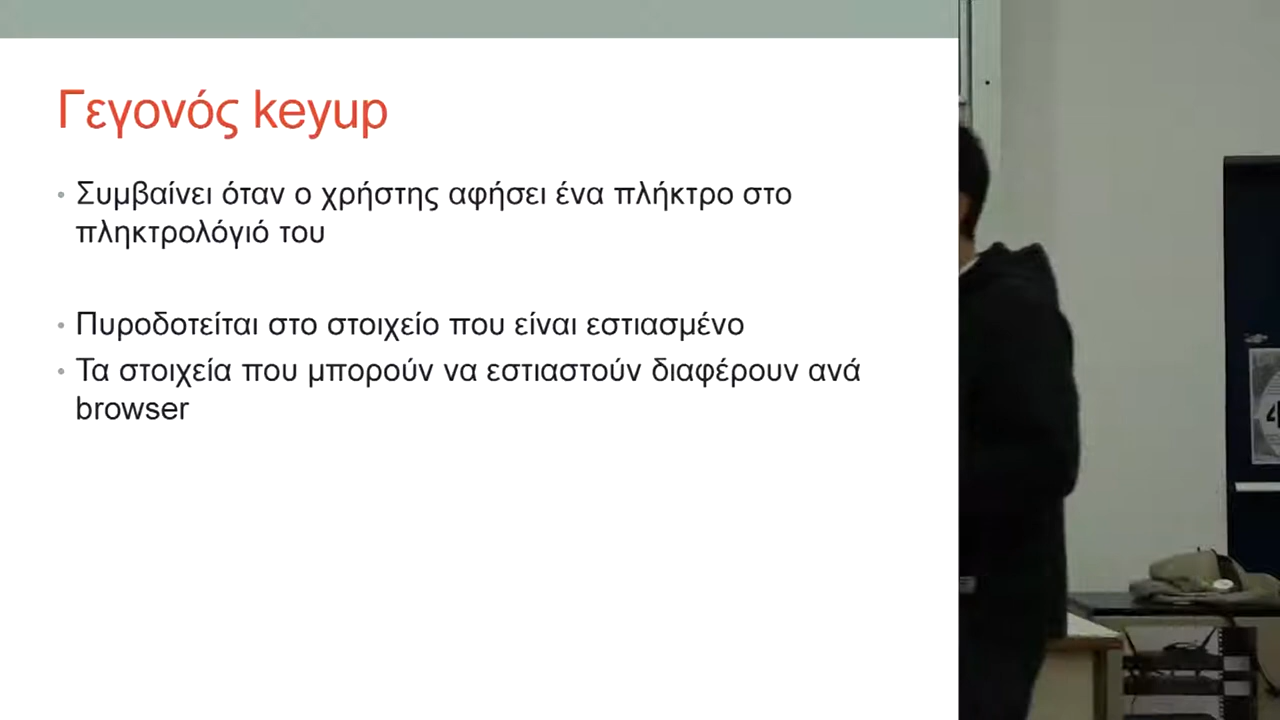 Γεγονός keyup
• Συμβαίνει όταν ο χρήστης αφήσει ένα πλήκτρο στο
πληκτρολόγιό του
• Πυροδοτείται στο στοιχείο που είναι εστιασμένο
• Τα στοιχεία που μπορούν να εστιαστούν διαφέρουν ανά
browser